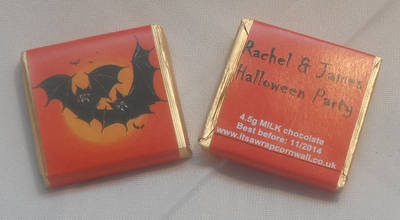 Rachel & James
Halloween Party
4.5g MILK chocolate
Best before: 11/2014
www.itsawrapcornwall.co.uk